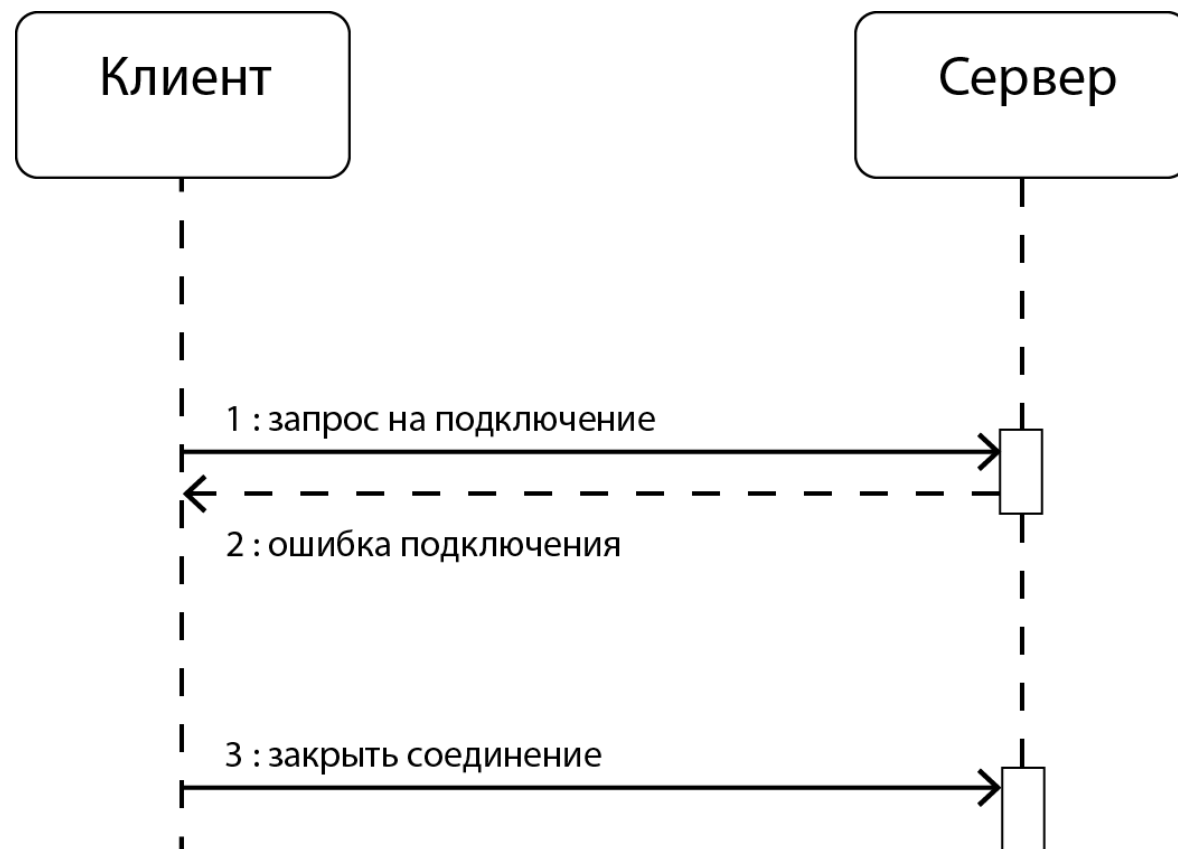 Клиент
Сервер
1 : запрос на подключение
2 : ошибка подключения
3 : закрыть соединение